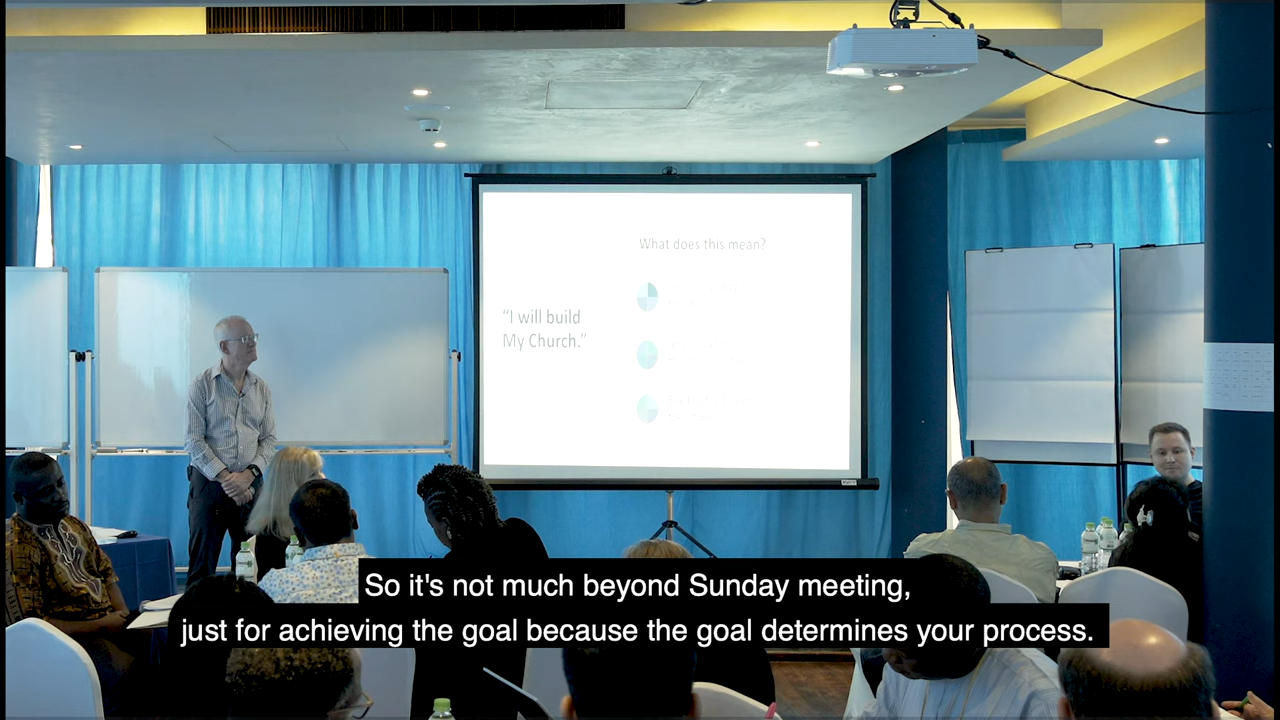 What does this mean?
“I will build
My Church.”
So it's not much beyond Sunday meeting,
just for achieving the goal because the goal determines your process.